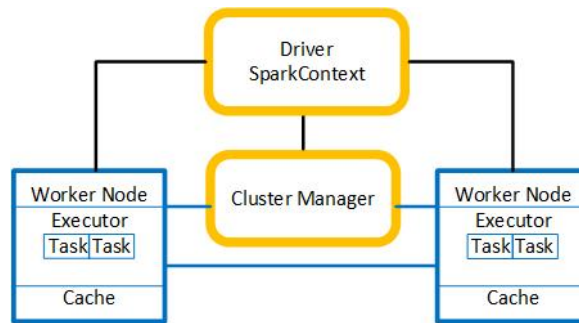 Driver
SparkContext
Cluster Manager
Worker Node
Executor
Task Task
Cache
Worker Node
Executor
Task Task
Cache